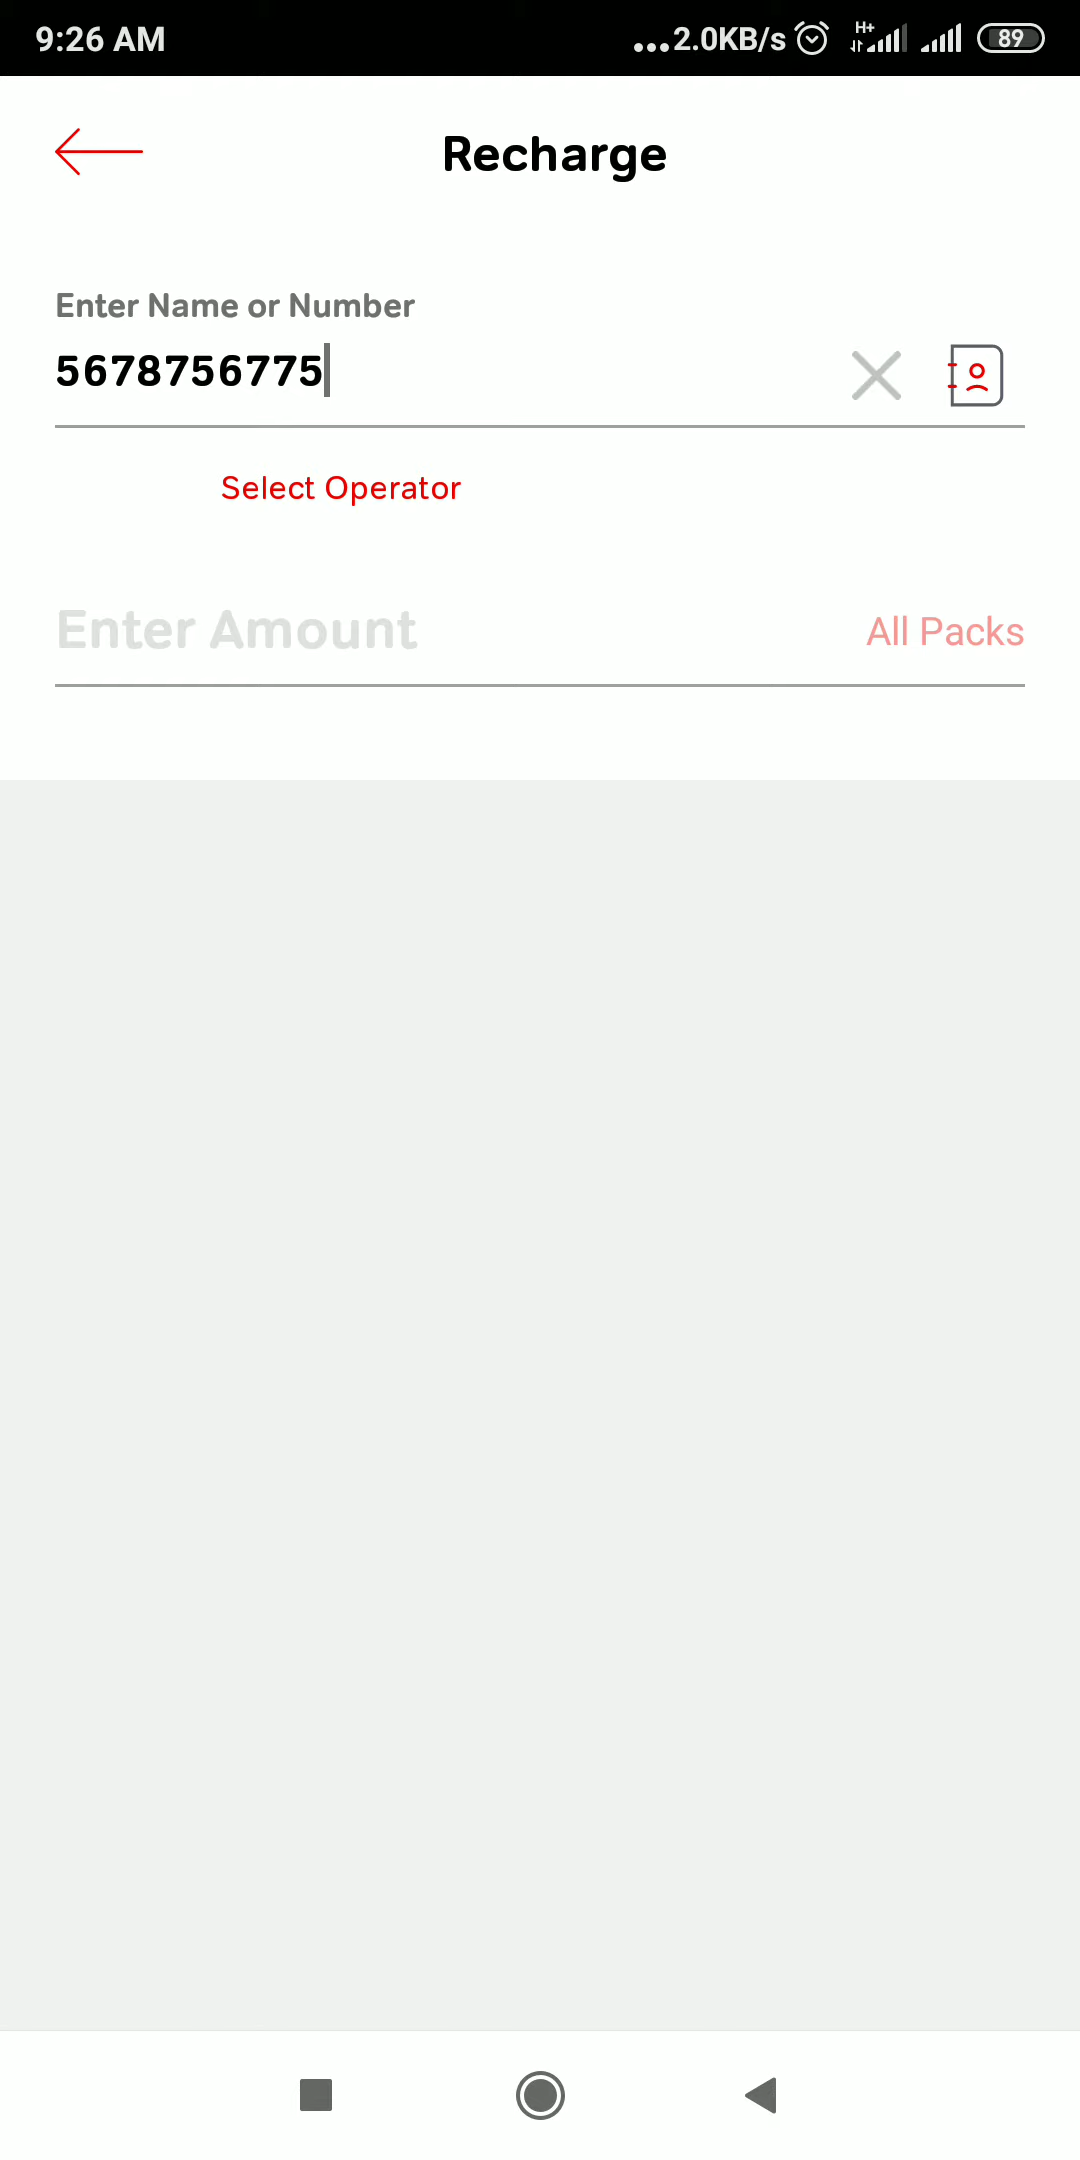 9:26 AM ...2.0KB/s H+ 89
Recharge
Enter Name or Number
5678756775
Select Operator
Enter Amount All Packs